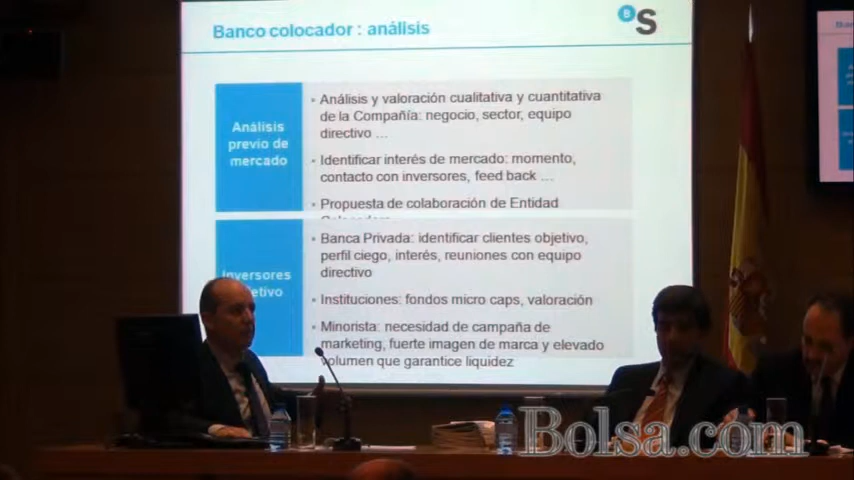 Banco colocador : análisis
B S
Análisis
previo de
mercado
Análisis y valoración cualitativa y cuantitativa
de la Compañía: negocio, sector, equipo
directivo ...
Identificar interés de mercado: momento,
contacto con inversores, feed back ...
Propuesta de colaboración de Entidad
Inversores
Banca Privada: identificar clientes objetivo,
perfil ciego, interés, reuniones con equipo
directivo
Instituciones: fondos micro caps, valoración
Minorista: necesidad de campaña de
marketing, fuerte imagen de marca y elevado
volumen que garantice liquidez
Bolsa.com